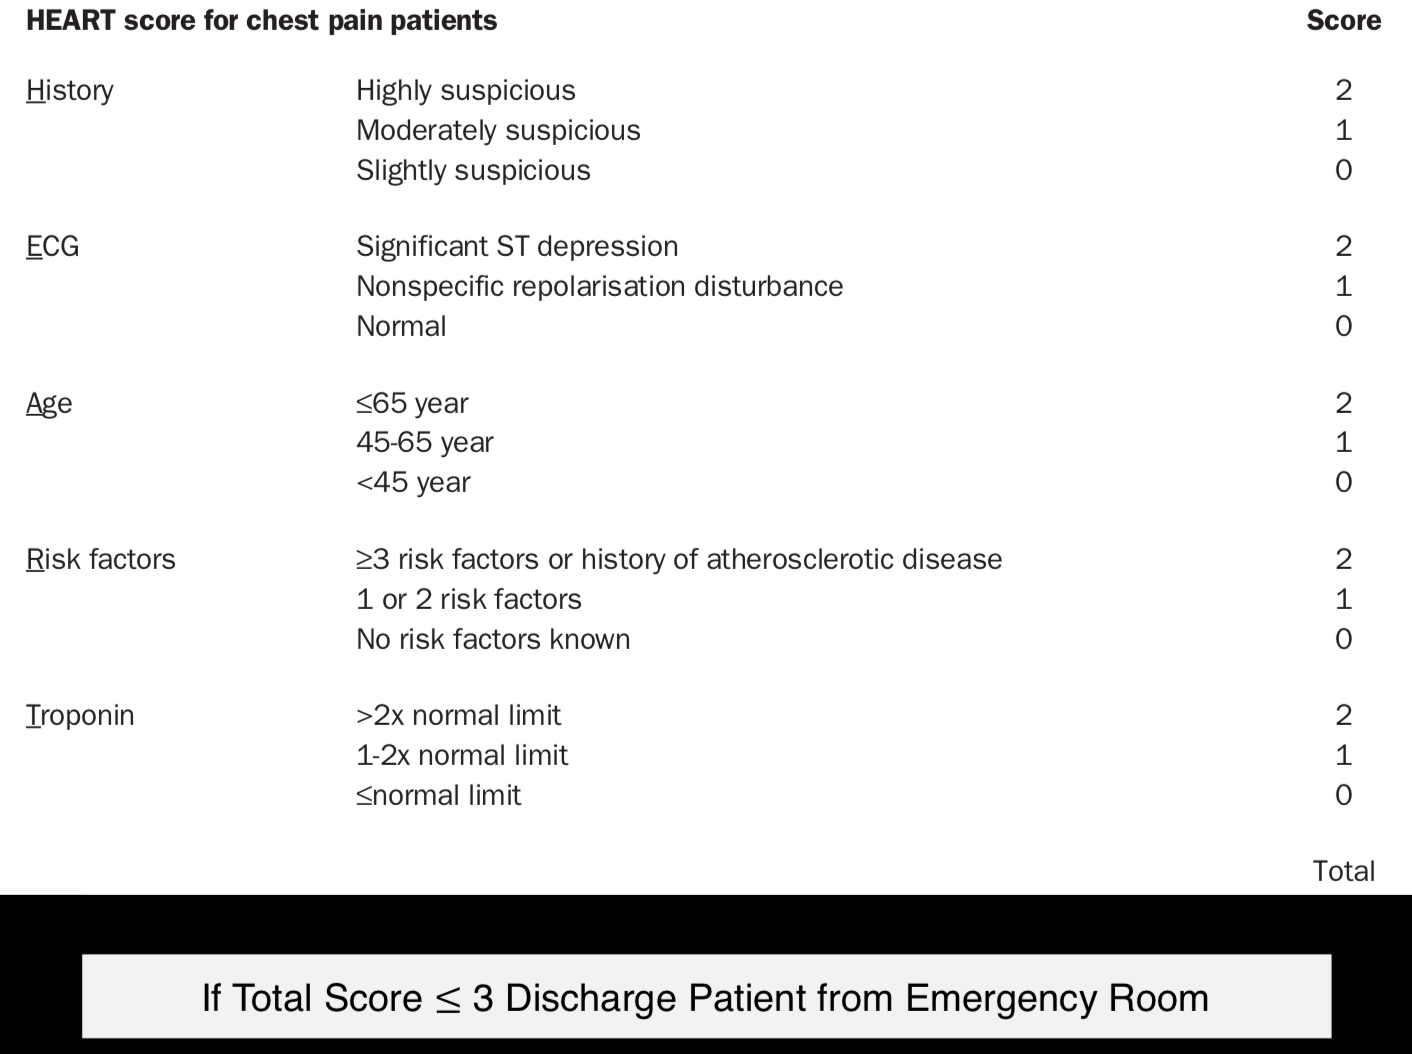 HEART score for chest pain patients Score
History Highly suspicious 2
Moderately suspicious 1
Slightly suspicious 0
ECG Significant ST depression 2
Nonspecific repolarisation disturbance 1
Normal 0
Age ≤65 year 2
45-65 year 1
<45 year 0
Risk factors ≥3 risk factors or history of atherosclerotic disease 2
1 or 2 risk factors 1
No risk factors known 0
Troponin >2x normal limit 2
1-2x normal limit 1
≤normal limit 0
Total
If Total Score ≤ 3 Discharge Patient from Emergency Room